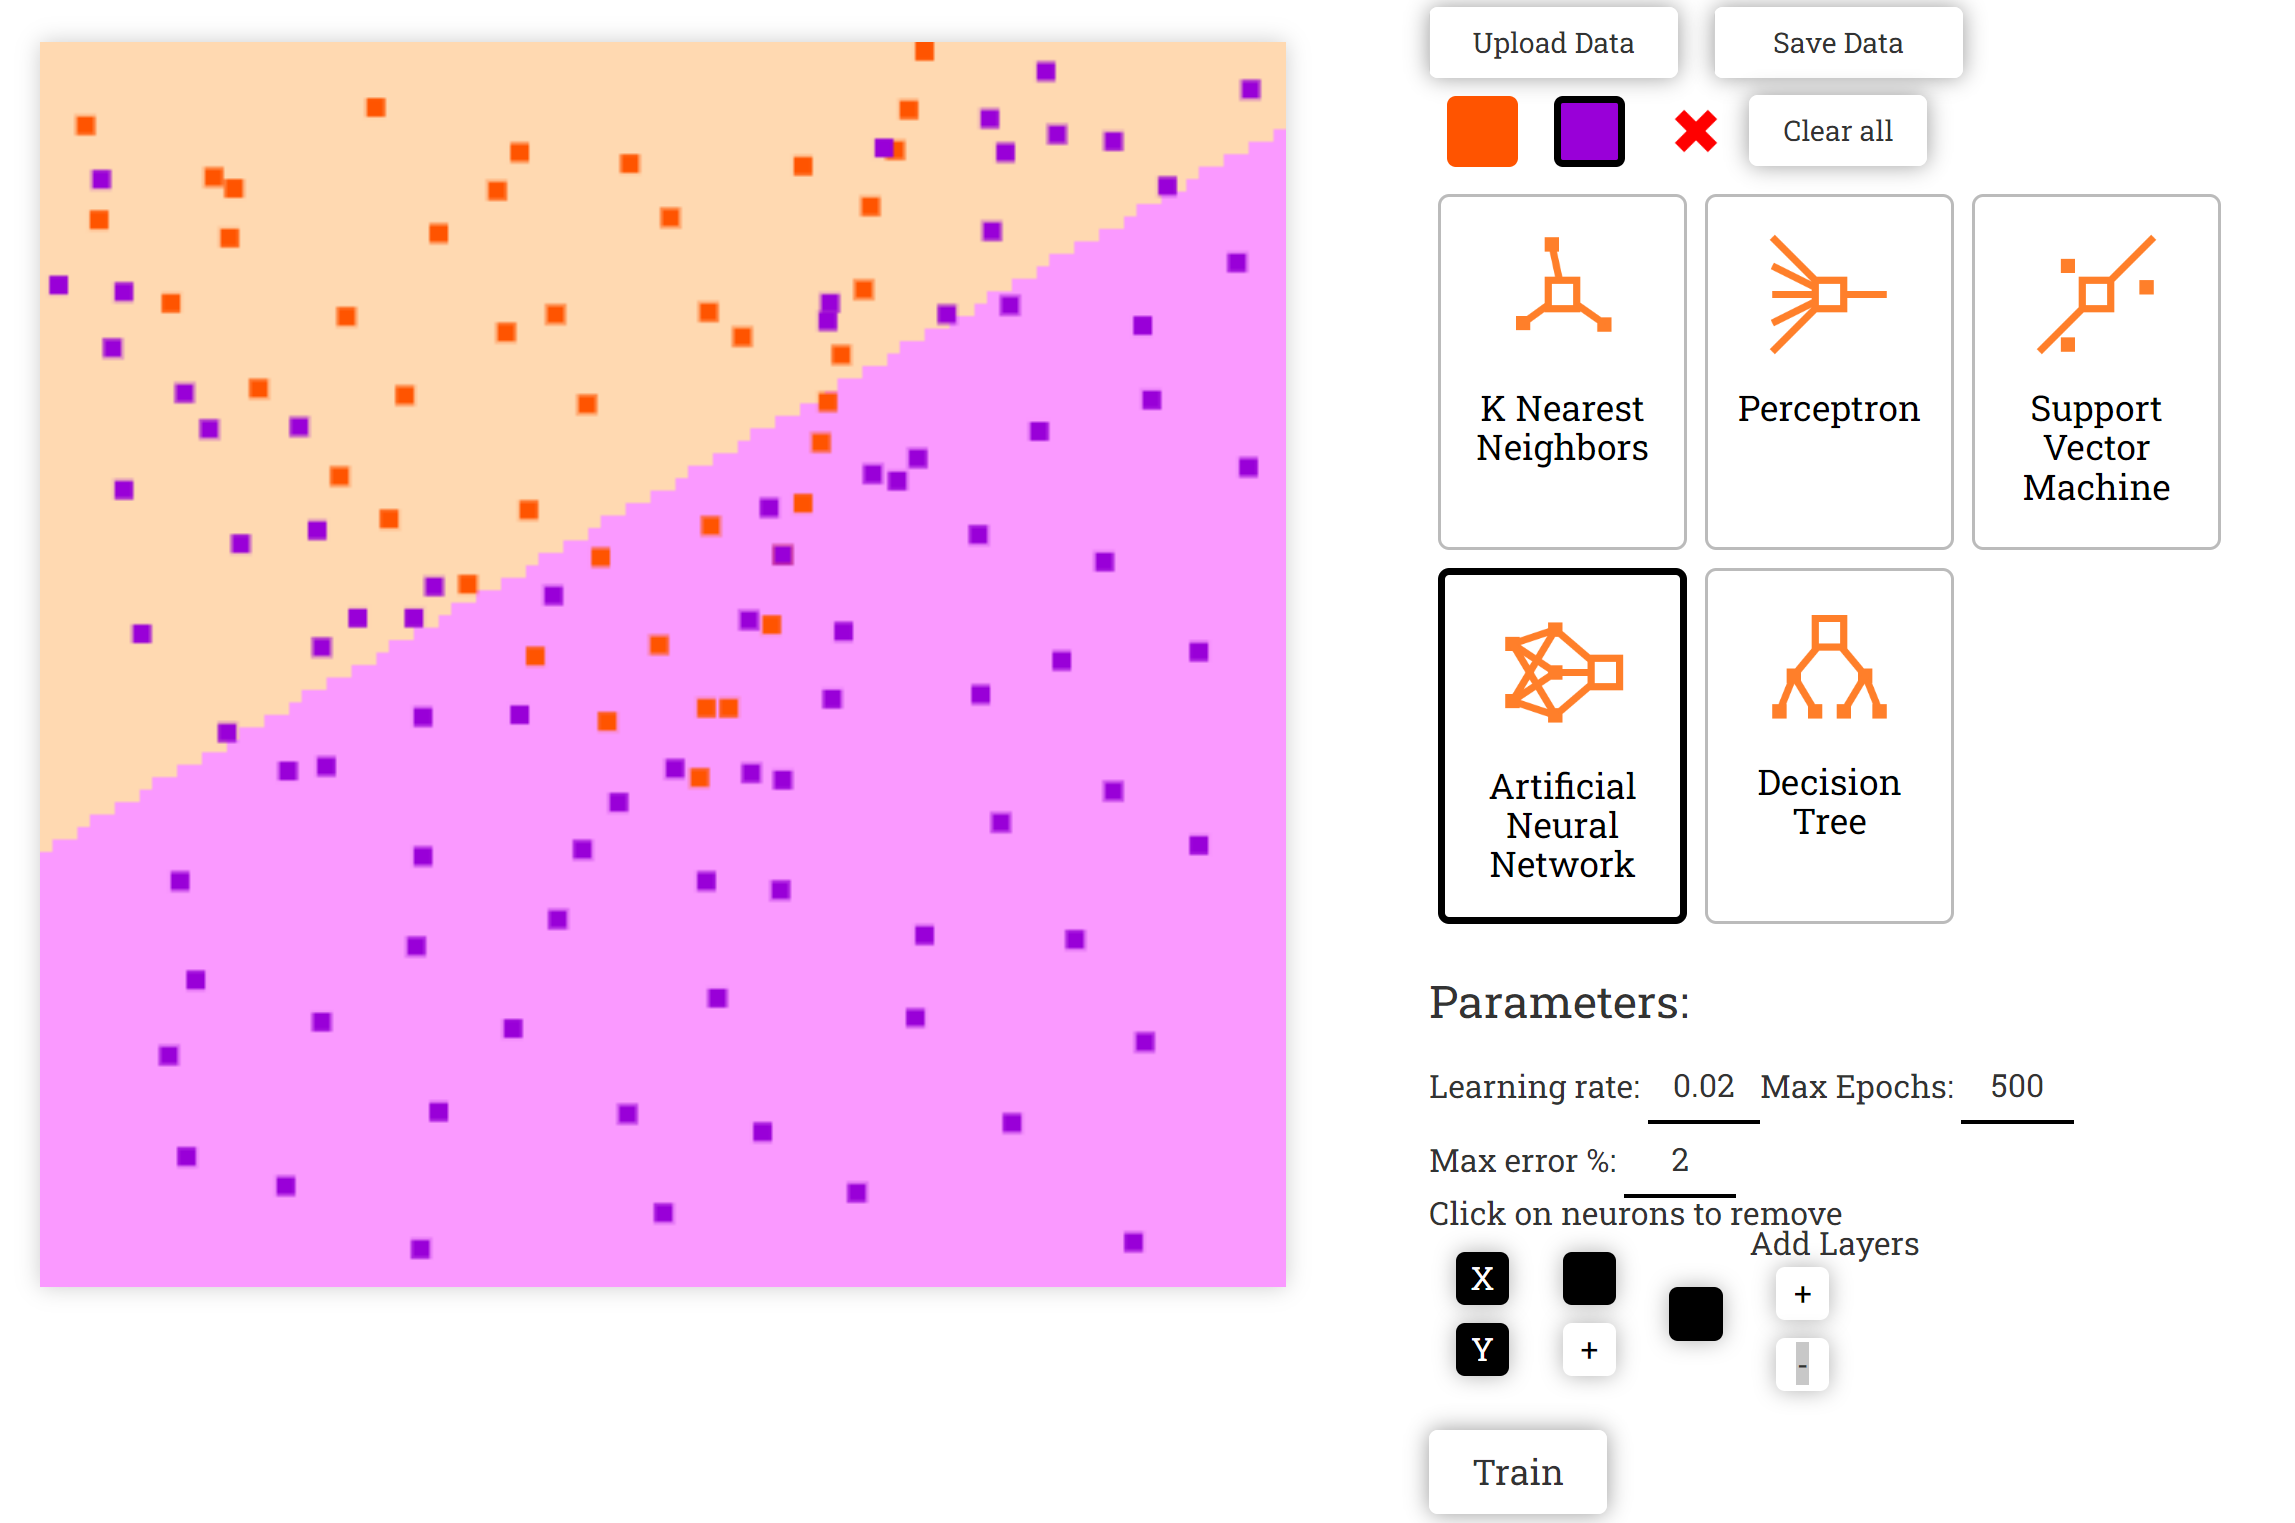 Upload Data
Save Data
Clear all
K Nearest
Neighbors
Perceptron
Support
Vector
Machine
Artificial
Neural
Network
Decision
Tree
Parameters:
Learning rate: 0.02 Max Epochs: 500
Max error %: 2
Click on neurons to remove
Add Layers
X
+
Y
+
-
Train